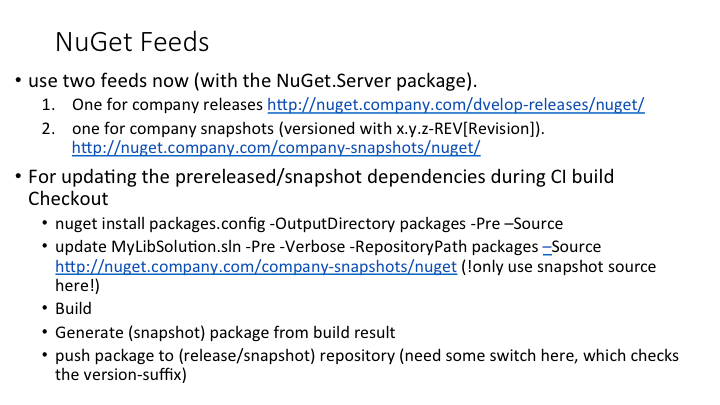 NuGet Feeds
• use two feeds now (with the NuGet.Server package).
1. One for company releases http://nuget.company.com/dvelop-releases/nuget/
2. one for company snapshots (versioned with x.y.z-REV[Revision]).
http://nuget.company.com/company-snapshots/nuget/
• For updating the prereleased/snapshot dependencies during CI build
Checkout
• nuget install packages.config -OutputDirectory packages -Pre –Source
• update MyLibSolution.sln -Pre -Verbose -RepositoryPath packages –Source
http://nuget.company.com/company-snapshots/nuget (!only use snapshot source
here!)
• Build
• Generate (snapshot) package from build result
• push package to (release/snapshot) repository (need some switch here, which checks
the version-suffix)